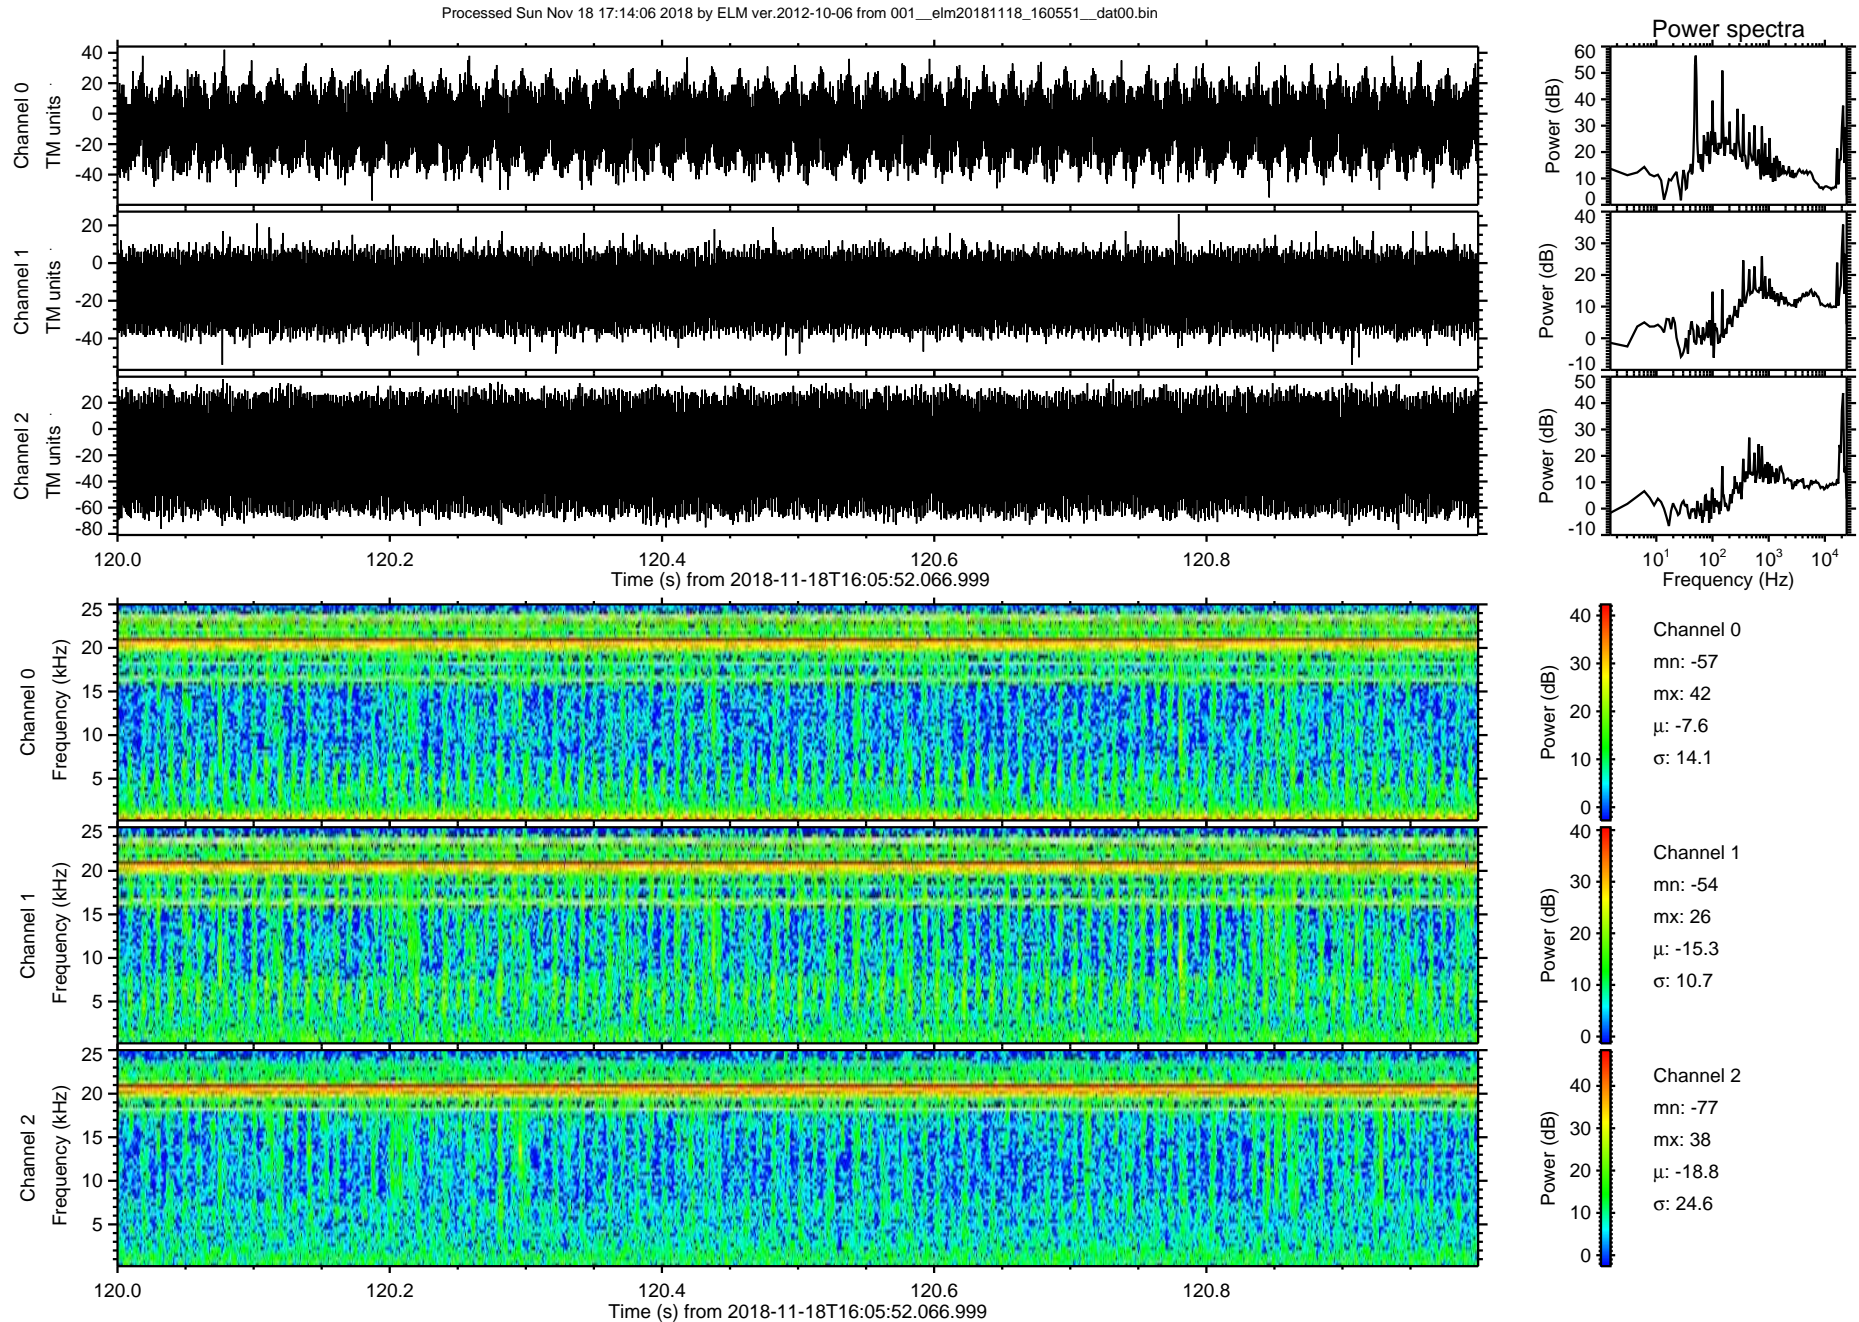 Processed Sun Nov 18 17:14:06 2018 by ELM ver.2012-10-06 from 001__elm20181118_160551__dat00.bin
Power spectra
Channel 0
TM units
40
20
0
-20
-40
Power (dB)
60
50
40
30
20
10
0
Channel 1
TM units
20
0
-20
-40
Power (dB)
40
30
20
10
0
-10
Channel 2
TM units
20
0
-20
-40
-60
-80
Power (dB)
50
40
30
20
10
0
-10
120.0 120.2 120.4 120.6 120.8
Time (s) from 2018-11-18T16:05:52.066.999
10^1 10^2 10^3 10^4
Frequency (Hz)
Channel 0
Frequency (kHz)
25
20
15
10
5
Power (dB)
40
30
20
10
0
Channel 0
mn: -57
mx: 42
μ: -7.6
σ: 14.1
Channel 1
Frequency (kHz)
25
20
15
10
5
Power (dB)
40
30
20
10
0
Channel 1
mn: -54
mx: 26
μ: -15.3
σ: 10.7
Channel 2
Frequency (kHz)
25
20
15
10
5
Power (dB)
40
30
20
10
0
Channel 2
mn: -77
mx: 38
μ: -18.8
σ: 24.6
120.0 120.2 120.4 120.6 120.8
Time (s) from 2018-11-18T16:05:52.066.999